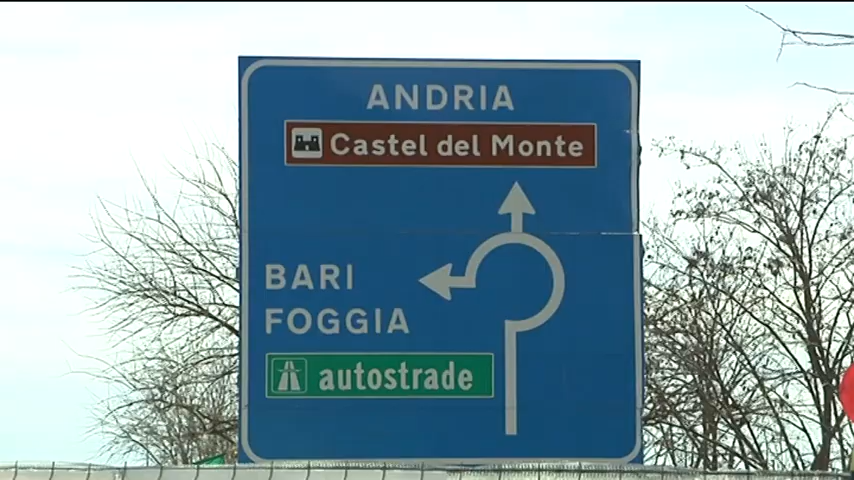 ANDRIA
Castel del Monte
BARI
FOGGIA
autostrade